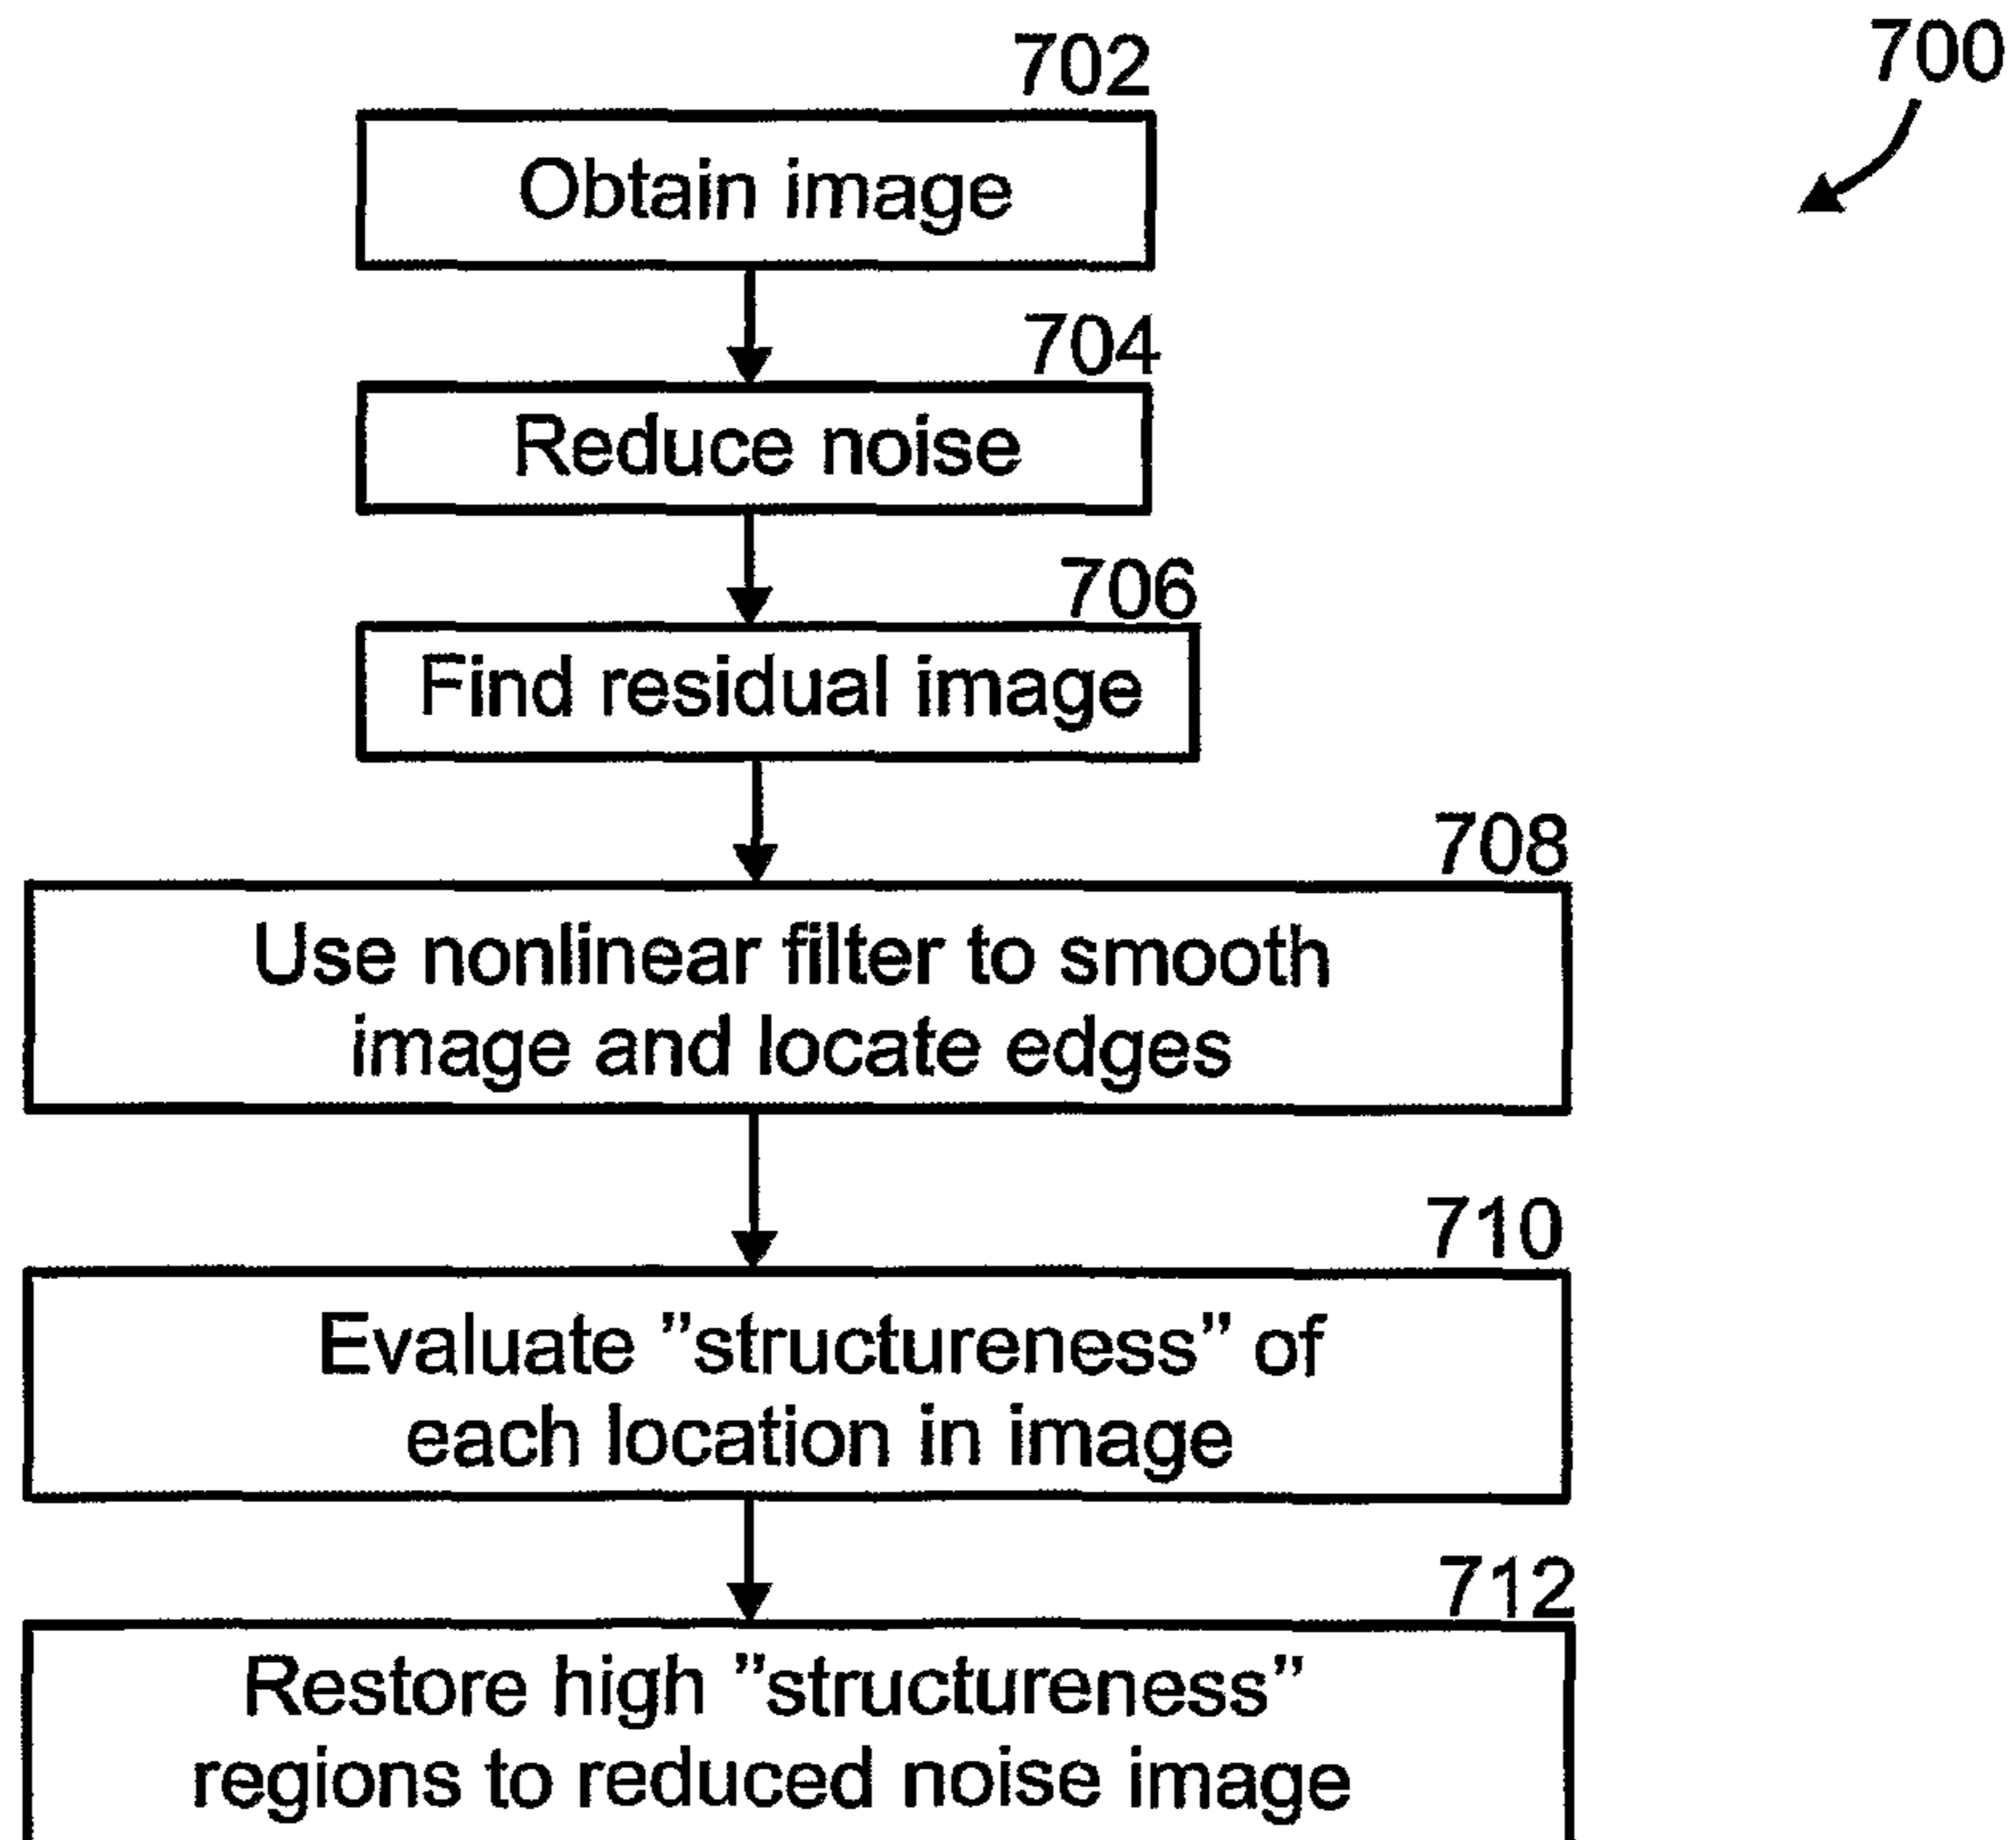 700
702
Obtain image
704
Reduce noise
706
Find residual image
708
Use nonlinear filter to smooth
image and locate edges
710
Evaluate ”structureness” of
each location in image
712
Restore high ”structureness”
regions to reduced noise image